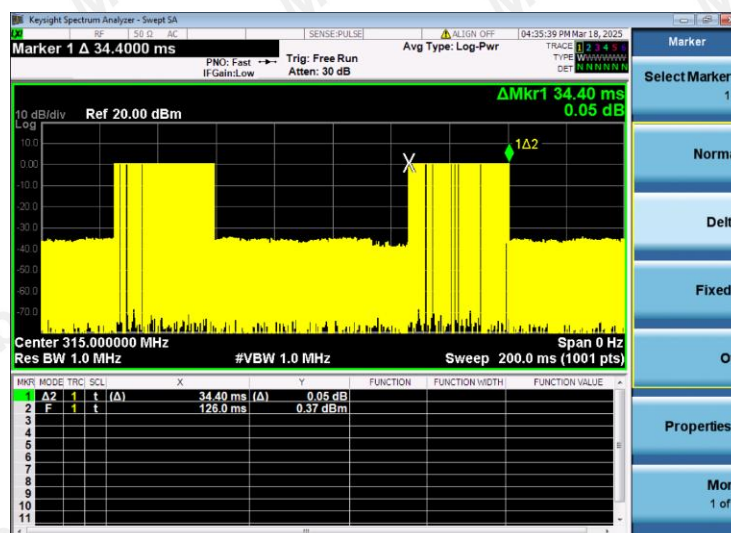 Keysight Spectrum Analyzer - Swept SA
RF 50 Ω AC SENSE:PULSE ALIGN OFF 04:35:39 PM Mar 18, 2025
Marker 1 Δ 34.4000 ms
PNO: Fast
IFGain:Low
Trig: Free Run
Atten: 30 dB
Avg Type: Log-Pwr
TRACE 1 2 3 4 5 6
TYPE WWWWWW
DET N N N N N N
ΔMkr1 34.40 ms
0.05 dB
10 dB/div Ref 20.00 dBm
Log
10.0
0.00
-10.0
-20.0
-30.0
-40.0
-50.0
-60.0
-70.0
X
1Δ2
Center 315.000000 MHz Span 0 Hz
Res BW 1.0 MHz #VBW 1.0 MHz Sweep 200.0 ms (1001 pts)
MKR MODE TRC SCL X Y FUNCTION FUNCTION WIDTH FUNCTION VALUE
1 Δ2 1 t (Δ) 34.40 ms (Δ) 0.05 dB
2 F 1 t 126.0 ms 0.37 dBm
3
4
5
6
7
8
9
10
11
Marker
Select Marker
1
Norma
Delt
Fixed
O
Properties
Mor
1 of